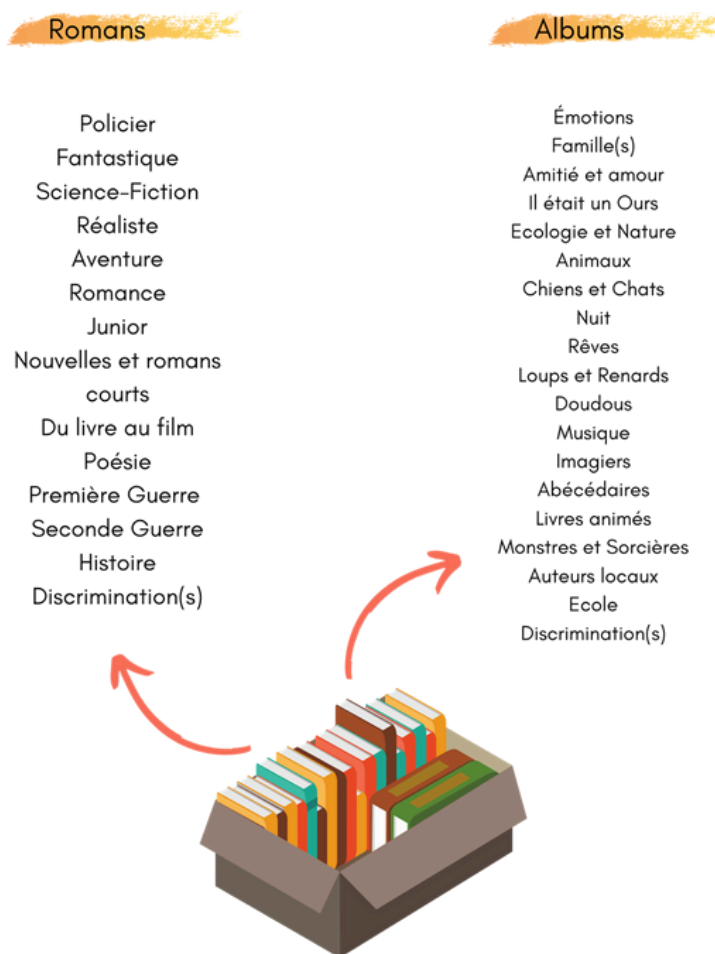 Romans
Policier
Fantastique
Science-Fiction
Réaliste
Aventure
Romance
Junior
Nouvelles et romans
courts
Du livre au film
Poésie
Première Guerre
Seconde Guerre
Histoire
Discrimination(s)
Albums
Émotions
Famille(s)
Amitié et amour
Il était un Ours
Ecologie et Nature
Animaux
Chiens et Chats
Nuit
Rêves
Loups et Renards
Doudous
Musique
Imagiers
Abécédaires
Livres animés
Monstres et Sorcières
Auteurs locaux
Ecole
Discrimination(s)